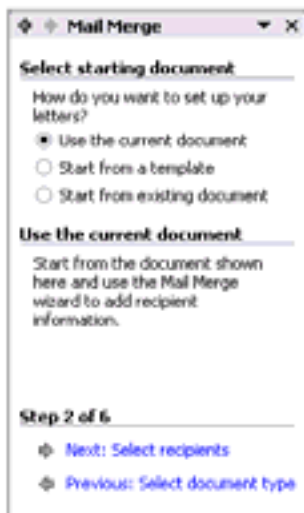 Mail Merge
Select starting document
How do you want to set up your
letters?
Use the current document
Start from a template
Start from existing document
Use the current document
Start from the document shown
here and use the Mail Merge
wizard to add recipient
information.
Step 2 of 6
Next: Select recipients
Previous: Select document type